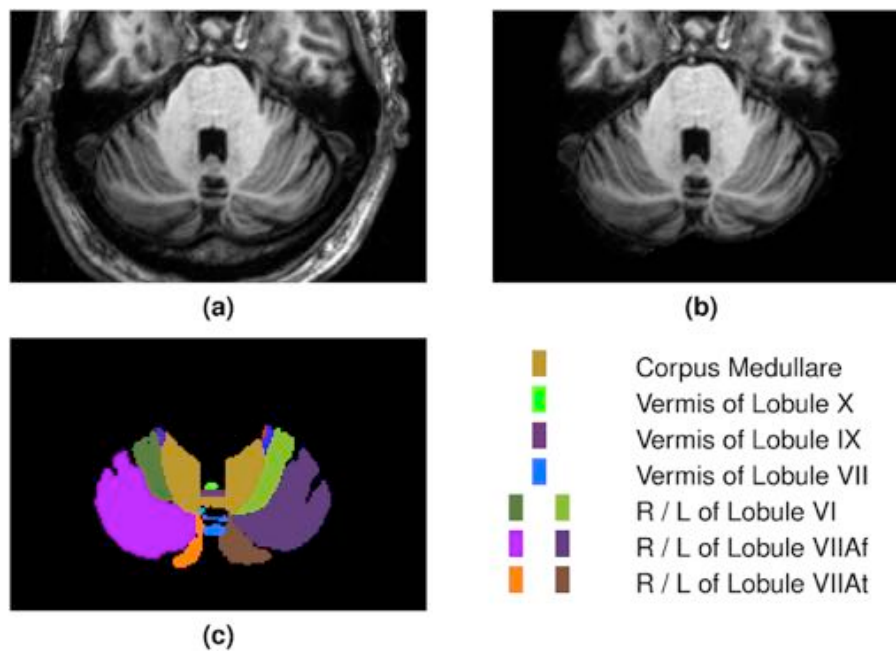 (a)
(b)
(c)
Corpus Medullare
Vermis of Lobule X
Vermis of Lobule IX
Vermis of Lobule VII
R / L of Lobule VI
R / L of Lobule VIIAf
R / L of Lobule VIIAt